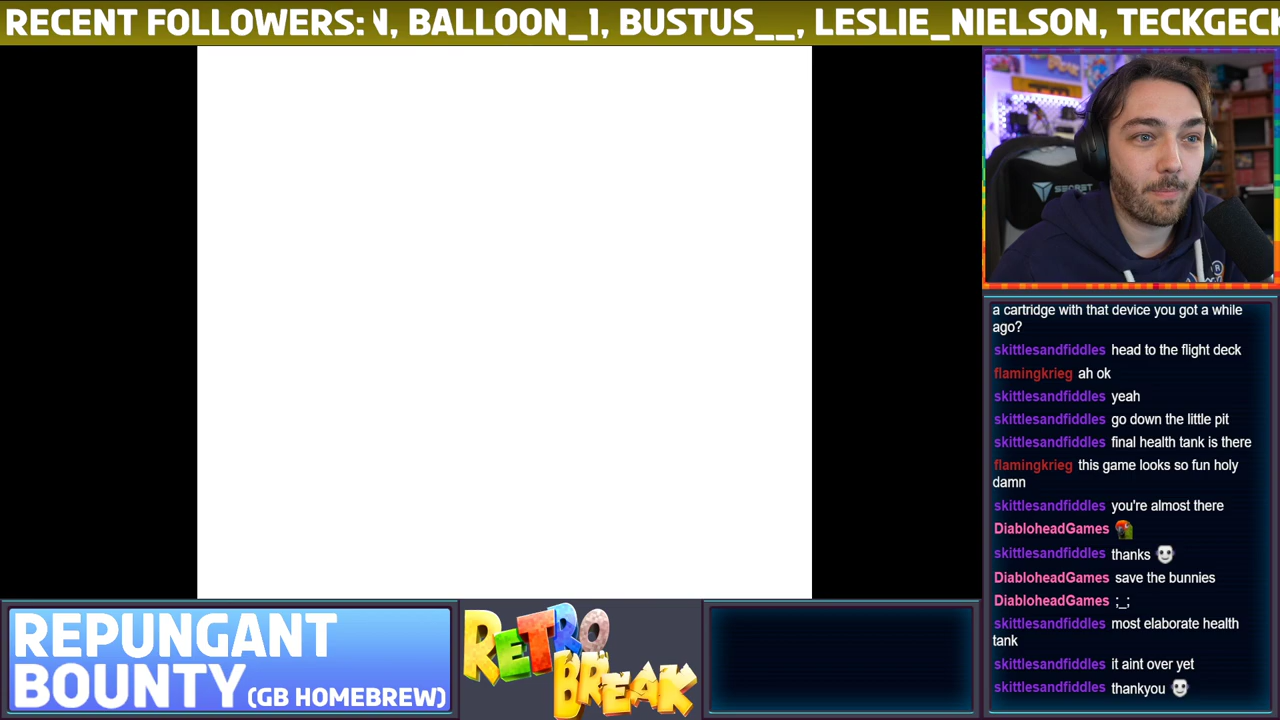 RECENT FOLLOWERS: N, BALLOON_1, BUSTUS__, LESLIE_NIELSON, TECKGECK
a cartridge with that device you got a while
ago?
skittlesandfiddles head to the flight deck
flamingkrieg ah ok
skittlesandfiddles yeah
skittlesandfiddles go down the little pit
skittlesandfiddles final health tank is there
flamingkrieg this game looks so fun holy
damn
skittlesandfiddles you're almost there
DiabloheadGames
skittlesandfiddles thanks
DiabloheadGames save the bunnies
DiabloheadGames ;_;
skittlesandfiddles most elaborate health
tank
skittlesandfiddles it aint over yet
skittlesandfiddles thankyou
REPUNGANT
BOUNTY (GB HOMEBREW)
RETRO
BREAK